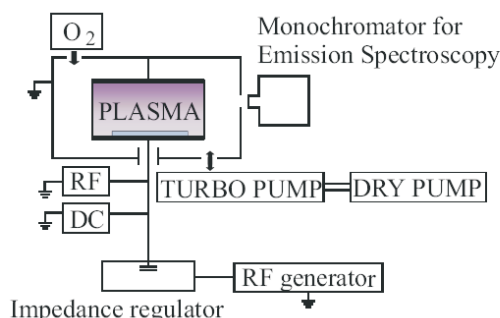 O2
Monochromator for
Emission Spectroscopy
PLASMA
RF
TURBO PUMP
DRY PUMP
DC
RF generator
Impedance regulator